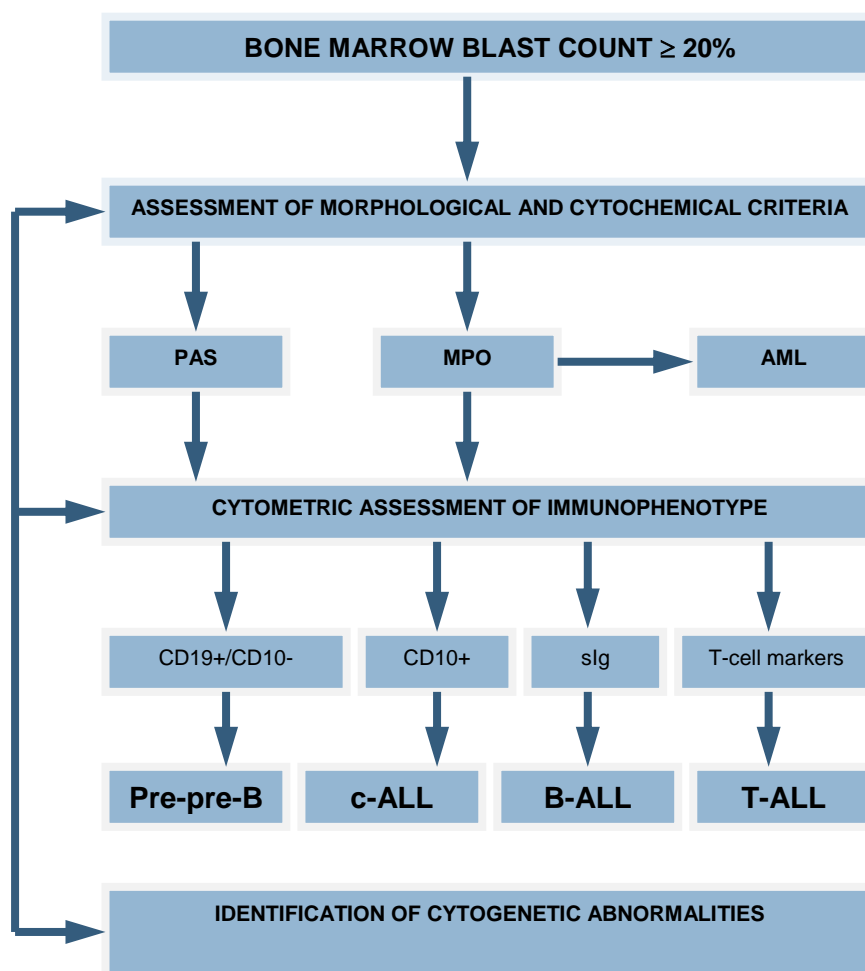 BONE MARROW BLAST COUNT ≥ 20%
ASSESSMENT OF MORPHOLOGICAL AND CYTOCHEMICAL CRITERIA
PAS
MPO
AML
CYTOMETRIC ASSESSMENT OF IMMUNOPHENOTYPE
CD19+/CD10-
CD10+
sIg
T-cell markers
Pre-pre-B
c-ALL
B-ALL
T-ALL
IDENTIFICATION OF CYTOGENETIC ABNORMALITIES